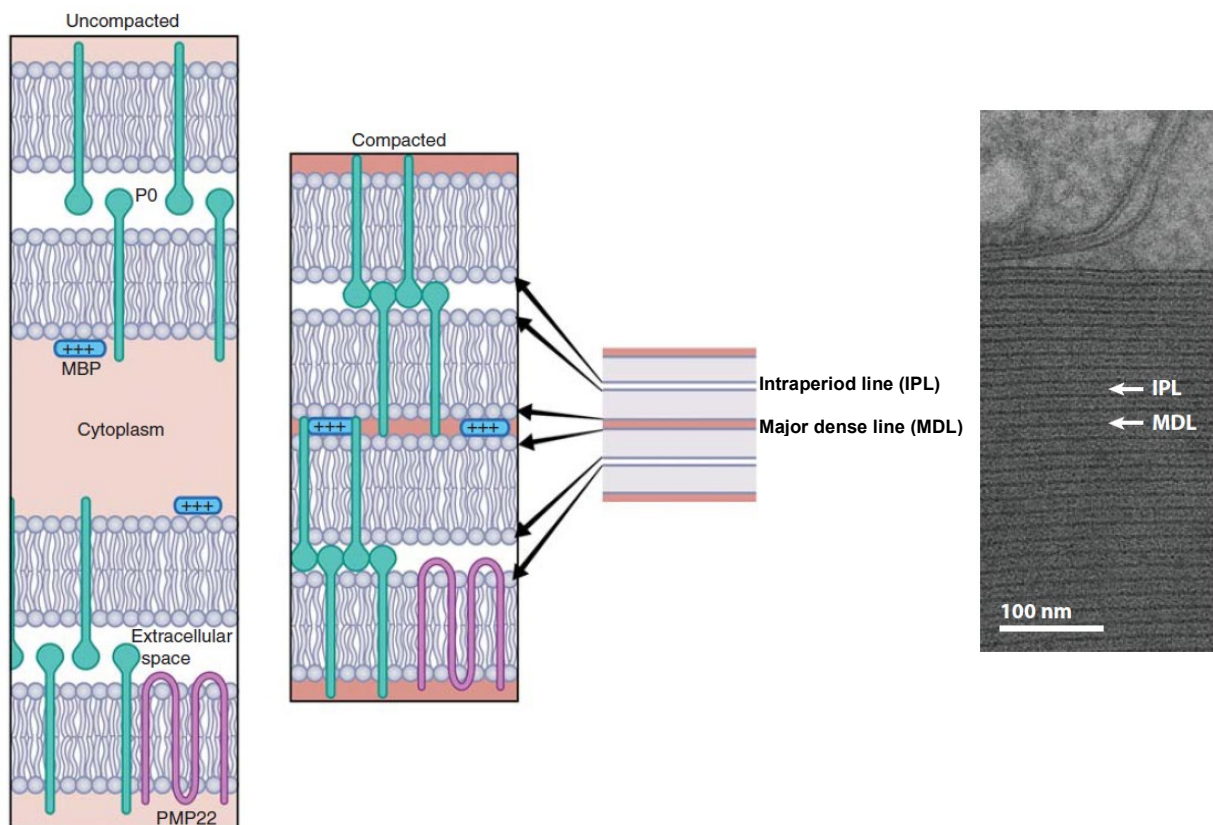 Uncompacted
P0
+++
MBP
Cytoplasm
+++
Extracellular
space
PMP22
Compacted
+++
+++
Intraperiod line (IPL)
Major dense line (MDL)
IPL
MDL
100 nm